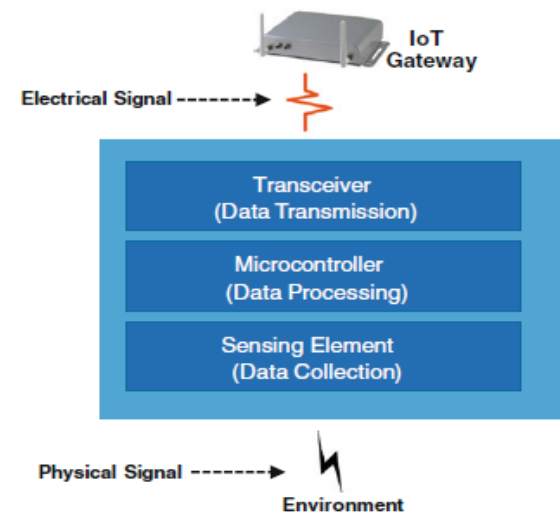 IoT
Gateway
Electrical Signal
Transceiver
(Data Transmission)
Microcontroller
(Data Processing)
Sensing Element
(Data Collection)
Physical Signal
Environment